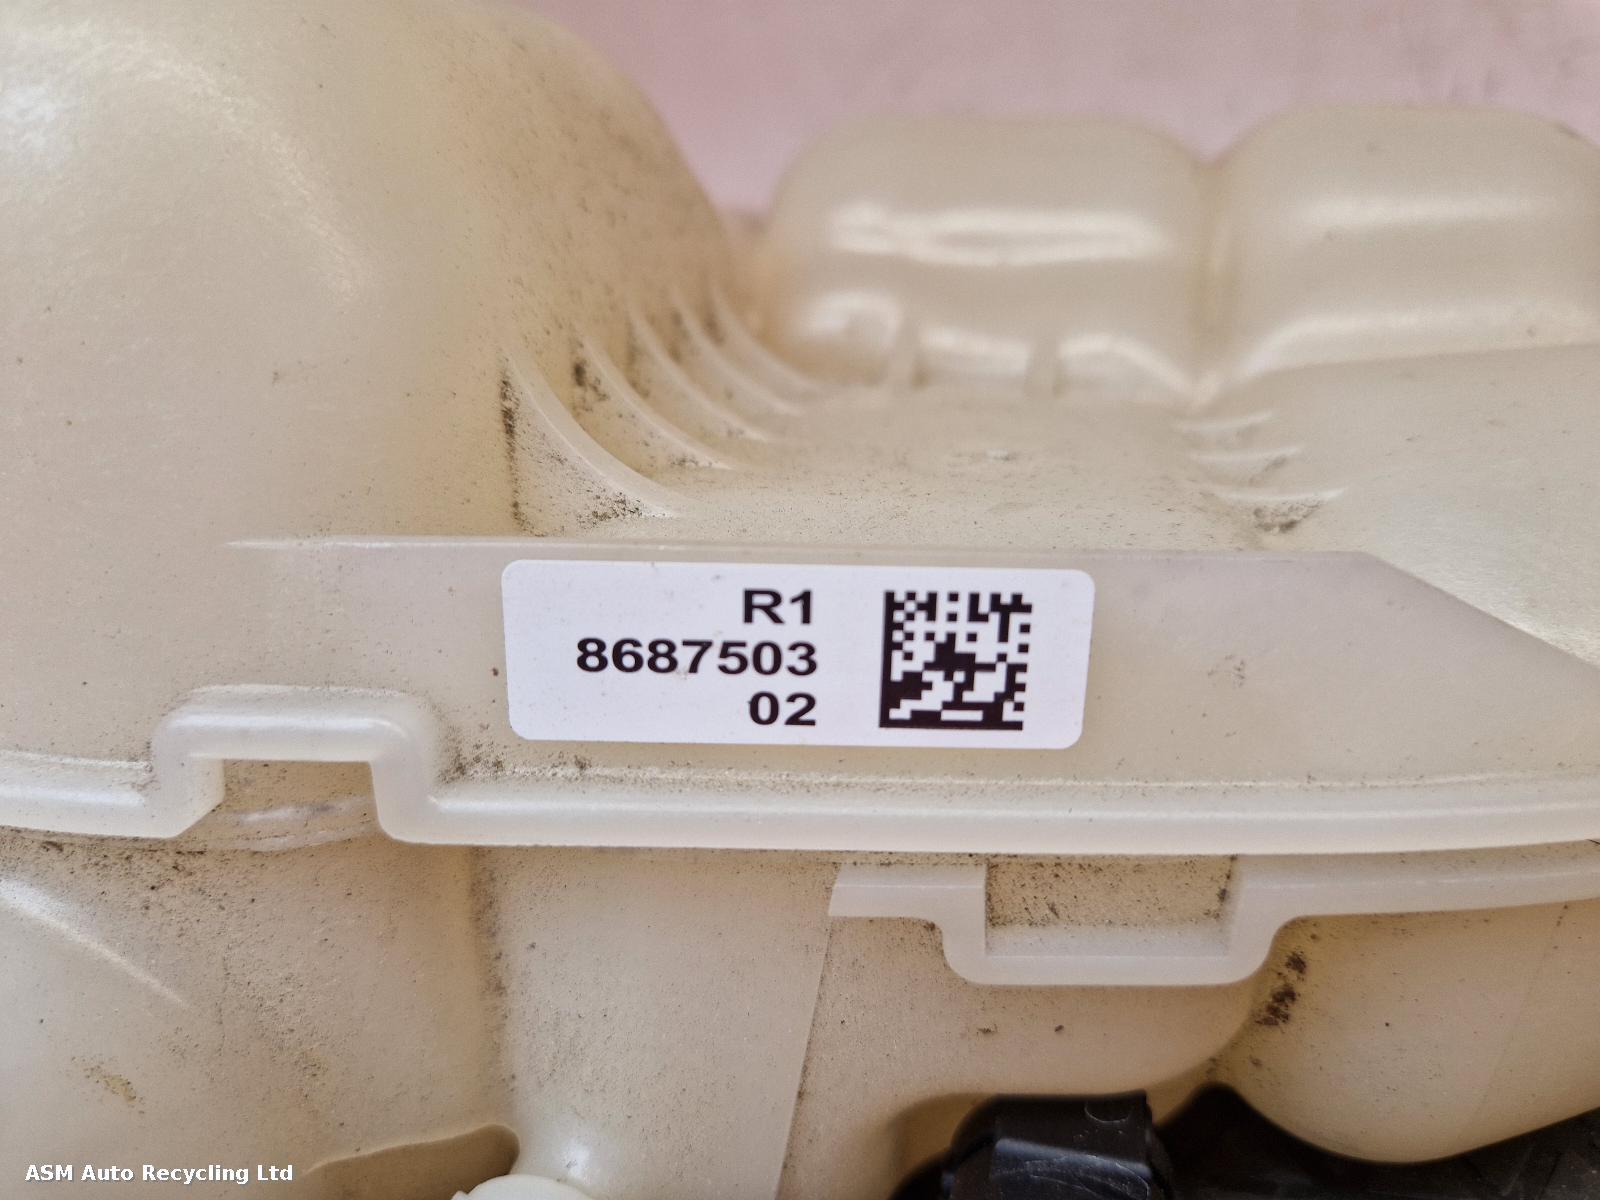 R1
8687503
02
ASM Auto Recycling Ltd